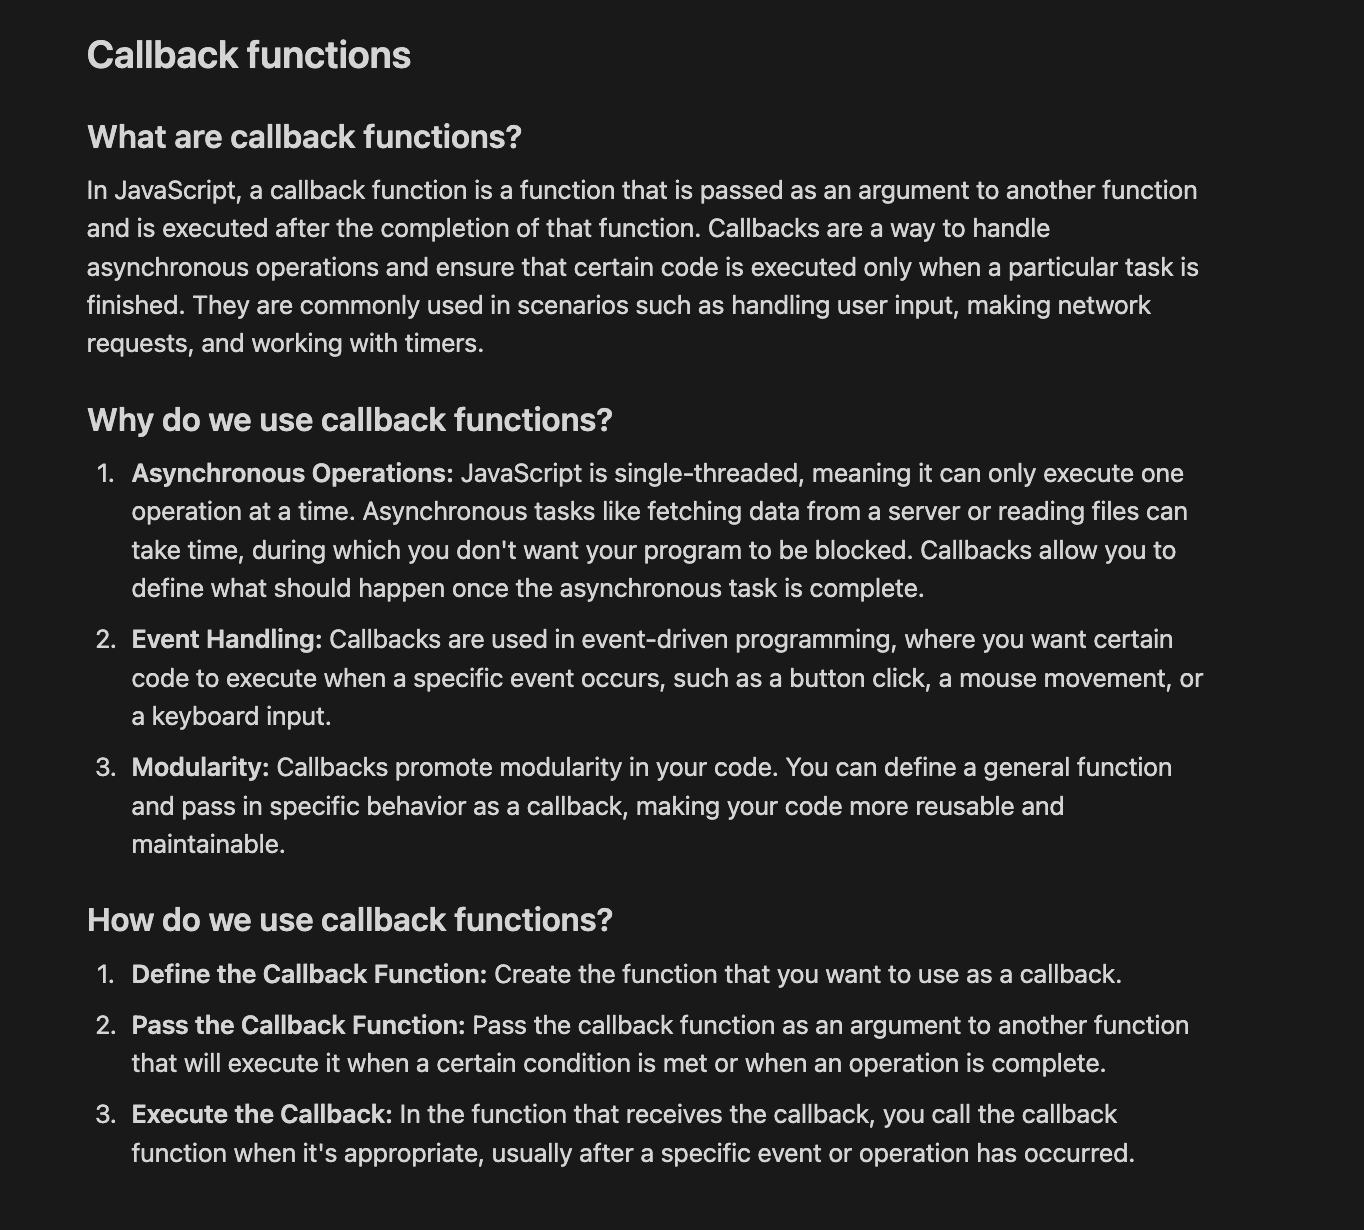 Callback functions
What are callback functions?
In JavaScript, a callback function is a function that is passed as an argument to another function
and is executed after the completion of that function. Callbacks are a way to handle
asynchronous operations and ensure that certain code is executed only when a particular task is
finished. They are commonly used in scenarios such as handling user input, making network
requests, and working with timers.
Why do we use callback functions?
1. Asynchronous Operations: JavaScript is single-threaded, meaning it can only execute one
operation at a time. Asynchronous tasks like fetching data from a server or reading files can
take time, during which you don't want your program to be blocked. Callbacks allow you to
define what should happen once the asynchronous task is complete.
2. Event Handling: Callbacks are used in event-driven programming, where you want certain
code to execute when a specific event occurs, such as a button click, a mouse movement, or
a keyboard input.
3. Modularity: Callbacks promote modularity in your code. You can define a general function
and pass in specific behavior as a callback, making your code more reusable and
maintainable.
How do we use callback functions?
1. Define the Callback Function: Create the function that you want to use as a callback.
2. Pass the Callback Function: Pass the callback function as an argument to another function
that will execute it when a certain condition is met or when an operation is complete.
3. Execute the Callback: In the function that receives the callback, you call the callback
function when it's appropriate, usually after a specific event or operation has occurred.